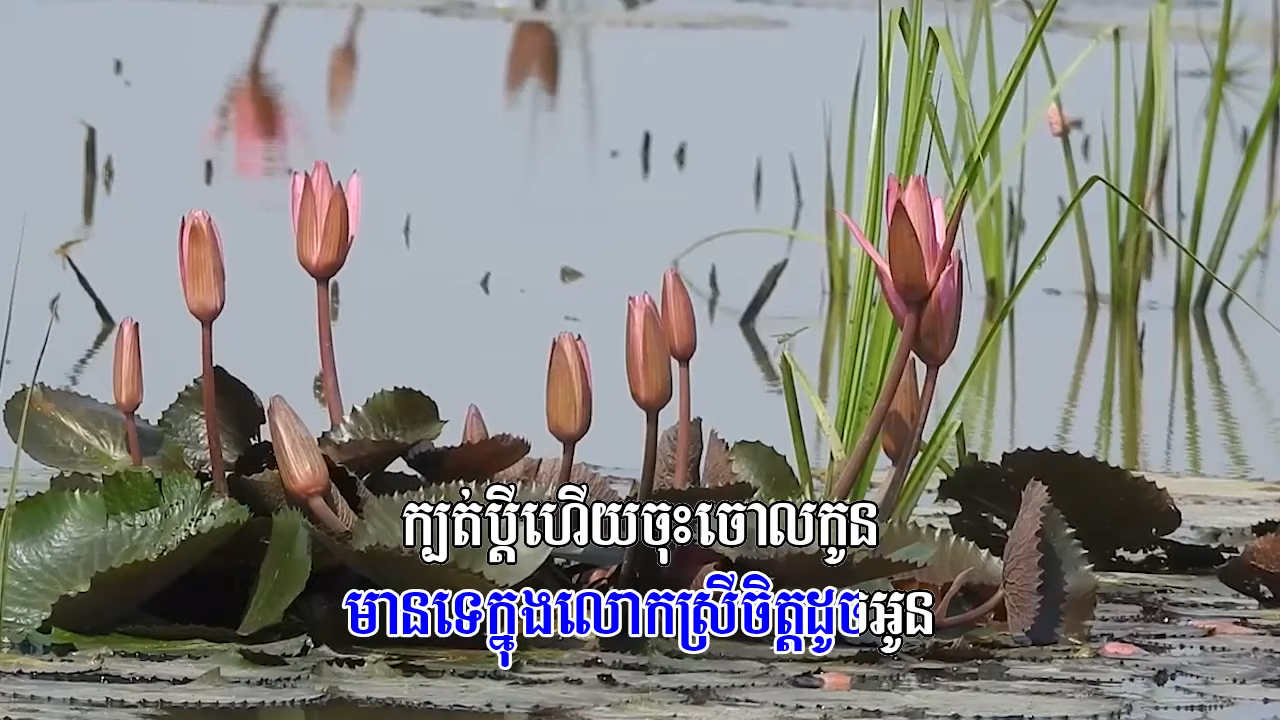 ក្បត់ប្ដីហើយចុះចោលកូន
មានទេក្នុងលោកស្រីចិត្តដូចអូន